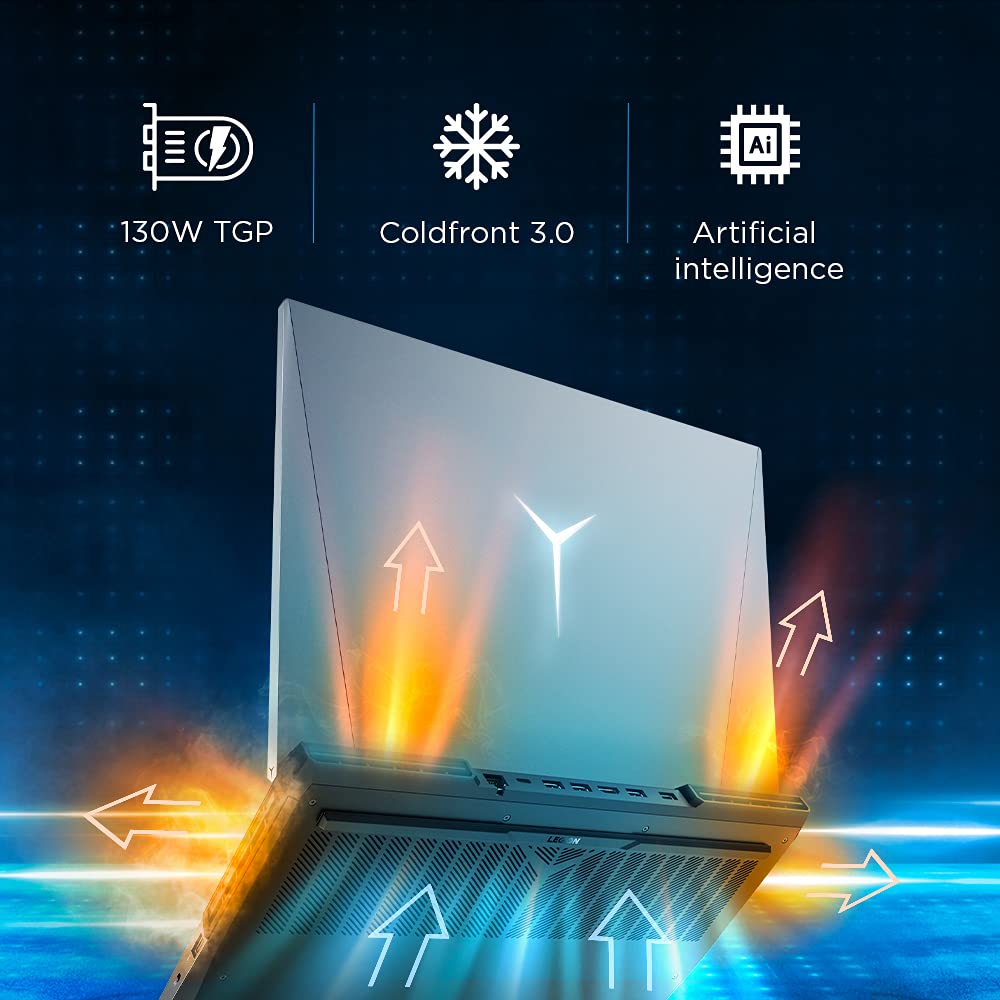 Ai
130W TGP
Coldfront 3.0
Artificial
intelligence
LEGION